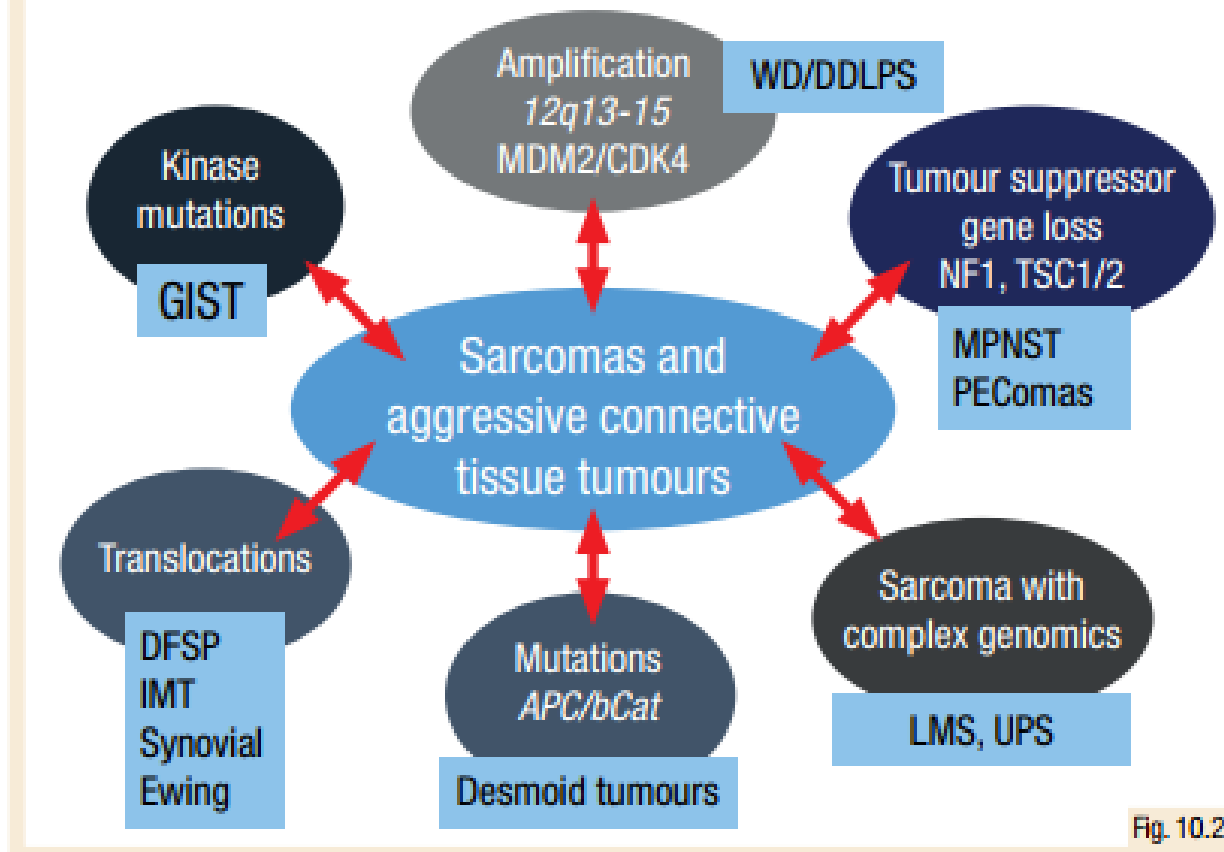 Amplification
12q13-15
MDM2/CDK4
WD/DDLPS
Kinase
mutations
GIST
Tumour suppressor
gene loss
NF1, TSC1/2
MPNST
PEComas
Sarcomas and
aggressive connective
tissue tumours
Translocations
DFSP
IMT
Synovial
Ewing
Mutations
APC/bCat
Desmoid tumours
Sarcoma with
complex genomics
LMS, UPS
Fig. 10.2